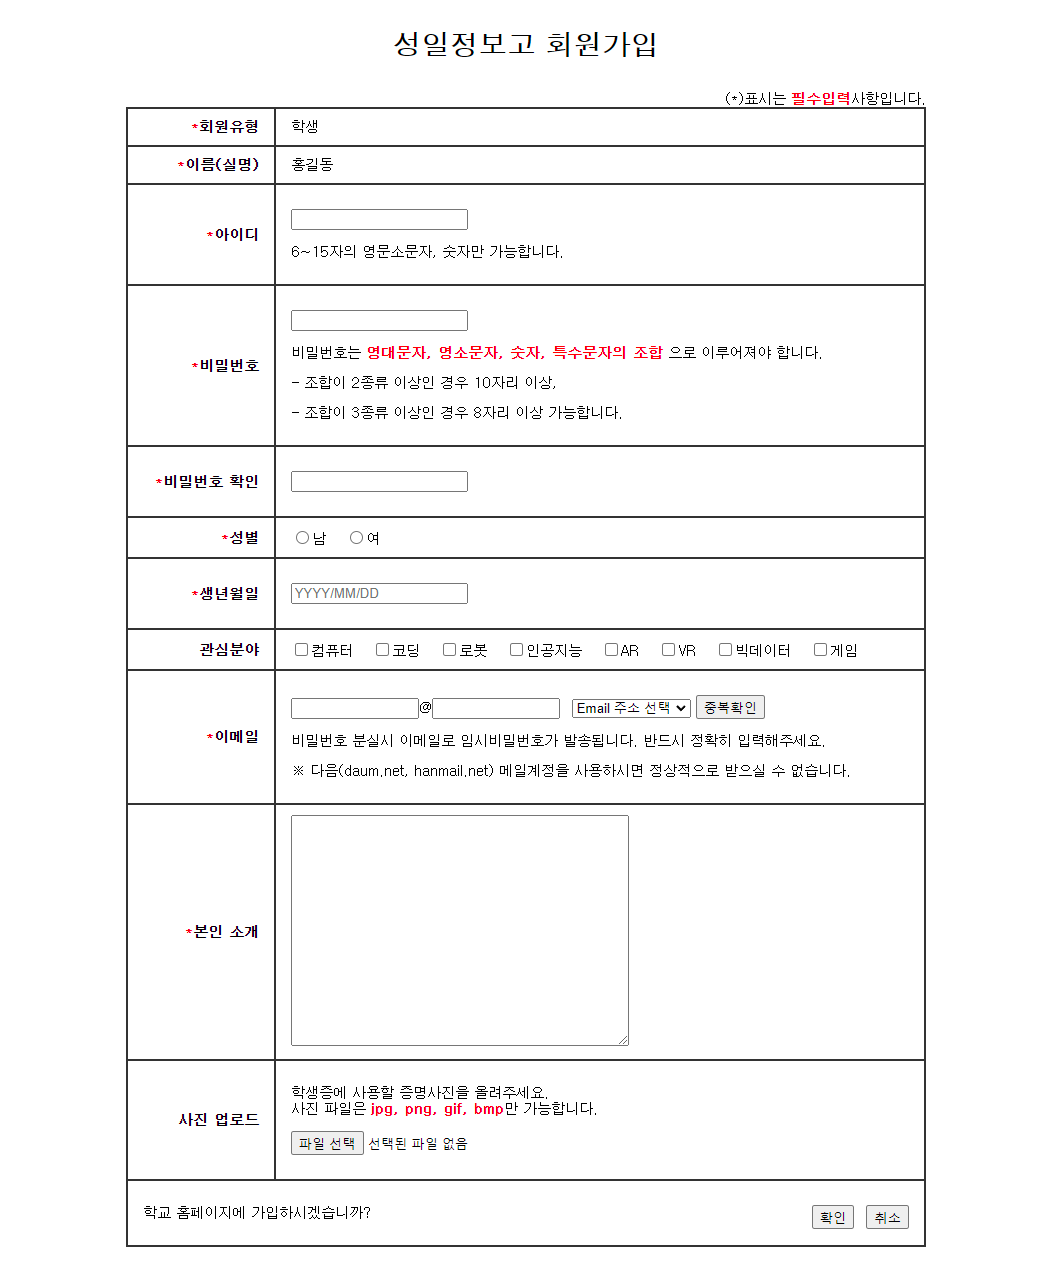 성일정보고 회원가입
(*)표시는 필수입력사항입니다.
*회원유형 학생
*이름(실명) 홍길동
*아이디
6~15자의 영문소문자, 숫자만 가능합니다.
*비밀번호
비밀번호는 영대문자, 영소문자, 숫자, 특수문자의 조합 으로 이루어져야 합니다.
- 조합이 2종류 이상인 경우 10자리 이상,
- 조합이 3종류 이상인 경우 8자리 이상 가능합니다.
*비밀번호 확인
*성별 남 여
*생년월일 YYYY/MM/DD
관심분야 컴퓨터 코딩 로봇 인공지능 AR VR 빅데이터 게임
*이메일
@ Email 주소 선택 중복확인
비밀번호 분실시 이메일로 임시비밀번호가 발송됩니다. 반드시 정확히 입력해주세요.
※ 다음(daum.net, hanmail.net) 메일계정을 사용하시면 정상적으로 받으실 수 없습니다.
*본인 소개
사진 업로드
학생증에 사용할 증명사진을 올려주세요.
사진 파일은 jpg, png, gif, bmp만 가능합니다.
파일 선택 선택된 파일 없음
학교 홈페이지에 가입하시겠습니까? 확인 취소